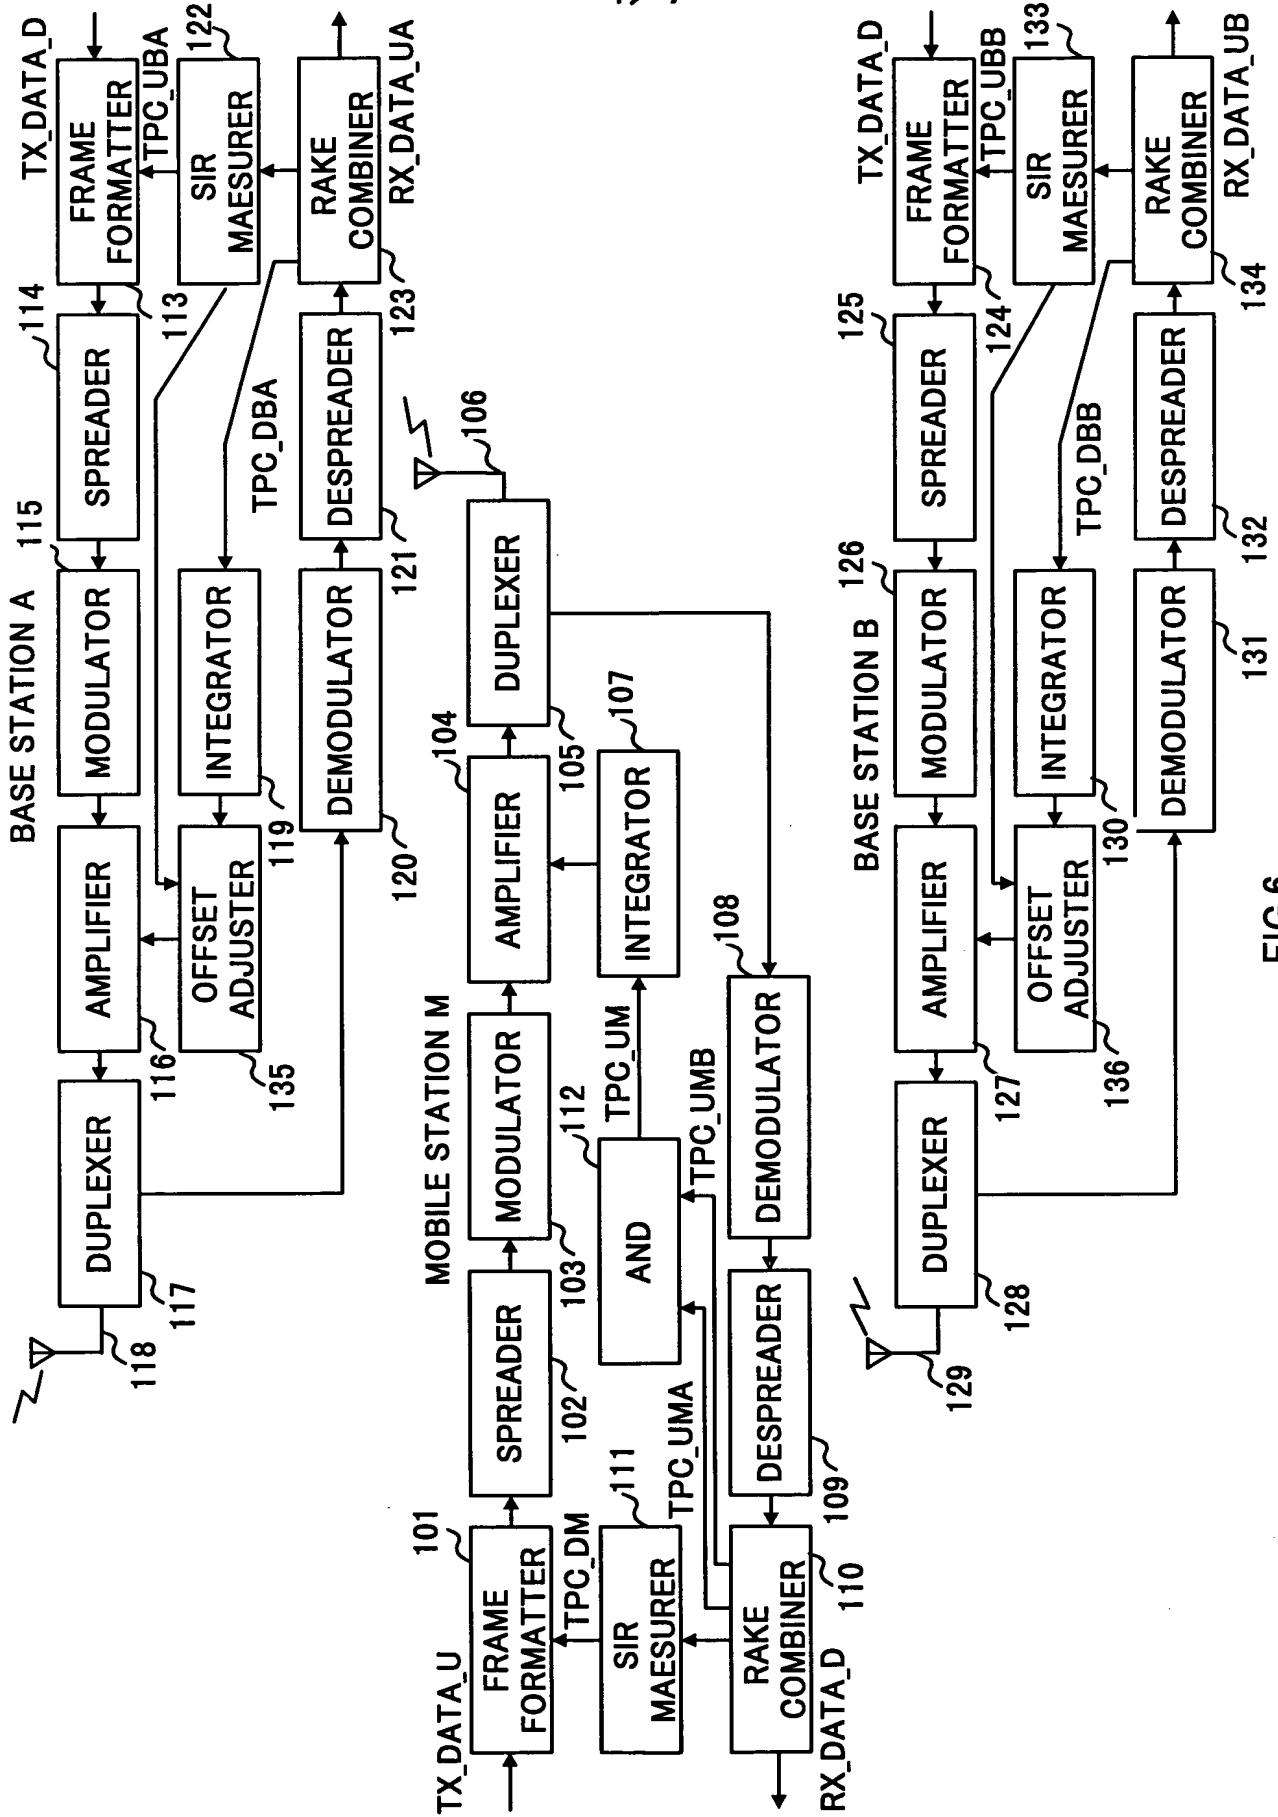 BASE STATION A
118
DUPLEXER
117
AMPLIFIER
116
MODULATOR
115
SPREADER
114
FRAME
FORMATTER
113
TX_DATA_D
TPC_UBA
OFFSET
ADJUSTER
135
INTEGRATOR
119
TPC_DBA
SIR
MAESURER
122
DEMODULATOR
120
DESPREADER
121
RAKE
COMBINER
123
RX_DATA_UA
MOBILE STATION M
TX_DATA_U
FRAME
FORMATTER
101
SPREADER
102
MODULATOR
103
AMPLIFIER
104
DUPLEXER
105
106
TPC_DM
SIR
MAESURER
111
AND
112
TPC_UM
INTEGRATOR
107
TPC_UMA
TPC_UMB
RAKE
COMBINER
110
DESPREADER
109
DEMODULATOR
108
RX_DATA_D
BASE STATION B
129
DUPLEXER
128
AMPLIFIER
127
MODULATOR
126
SPREADER
125
FRAME
FORMATTER
124
TX_DATA_D
TPC_UBB
OFFSET
ADJUSTER
136
INTEGRATOR
130
TPC_DBB
SIR
MAESURER
133
DEMODULATOR
131
DESPREADER
132
RAKE
COMBINER
134
RX_DATA_UB